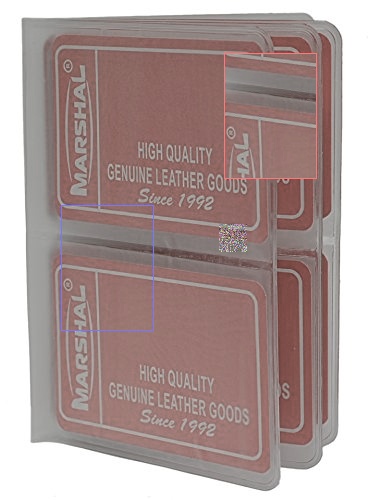 MARSHAL®
HIGH QUALITY
GENUINE LEATHER GOODS
Since 1992
MARSHAL®
HIGH QUALITY
GENUINE LEATHER GOODS
Since 1992